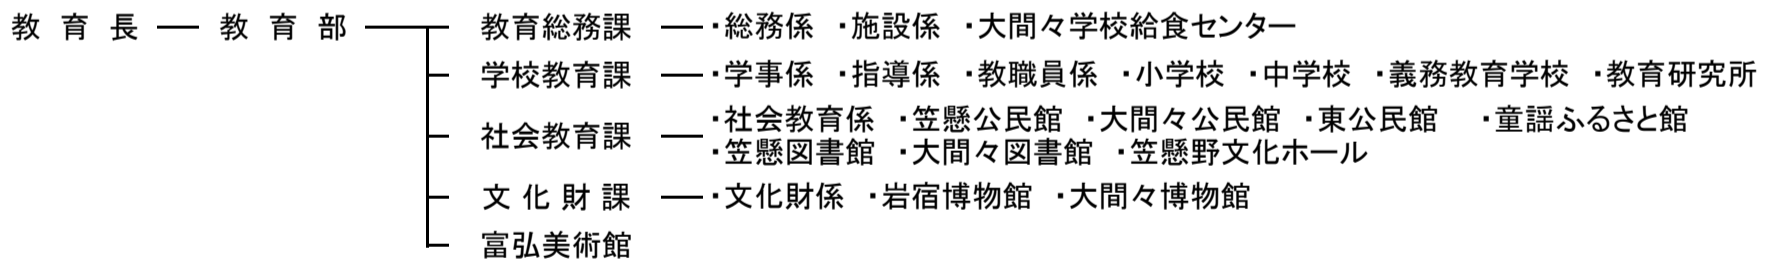 教育長 教育部 教育総務課 ・総務係 ・施設係 ・大間々学校給食センター
学校教育課 ・学事係 ・指導係 ・教職員係 ・小学校 ・中学校 ・義務教育学校 ・教育研究所
社会教育課 ・社会教育係 ・笠懸公民館 ・大間々公民館 ・東公民館 ・童謡ふるさと館
・笠懸図書館 ・大間々図書館 ・笠懸野文化ホール
文化財課 ・文化財係 ・岩宿博物館 ・大間々博物館
富弘美術館